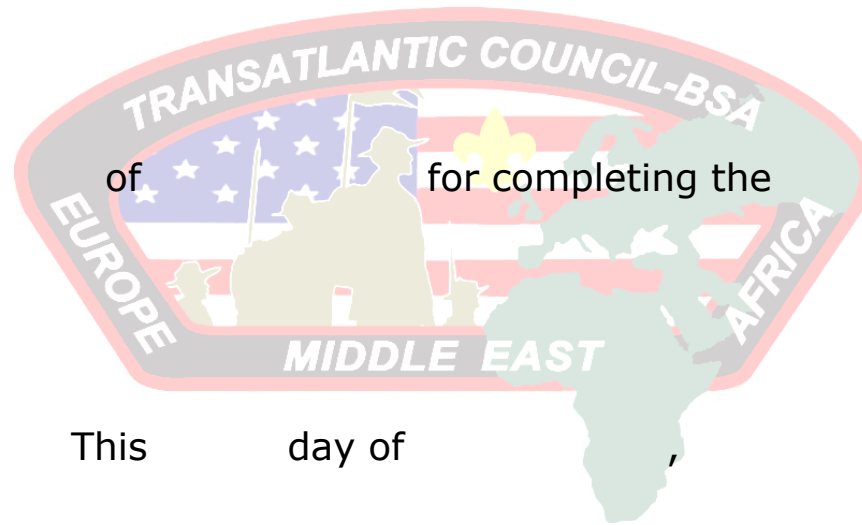 TRANSATLANTIC COUNCIL-BSA
of for completing the
EUROPE
AFRICA
MIDDLE EAST
This day of ,